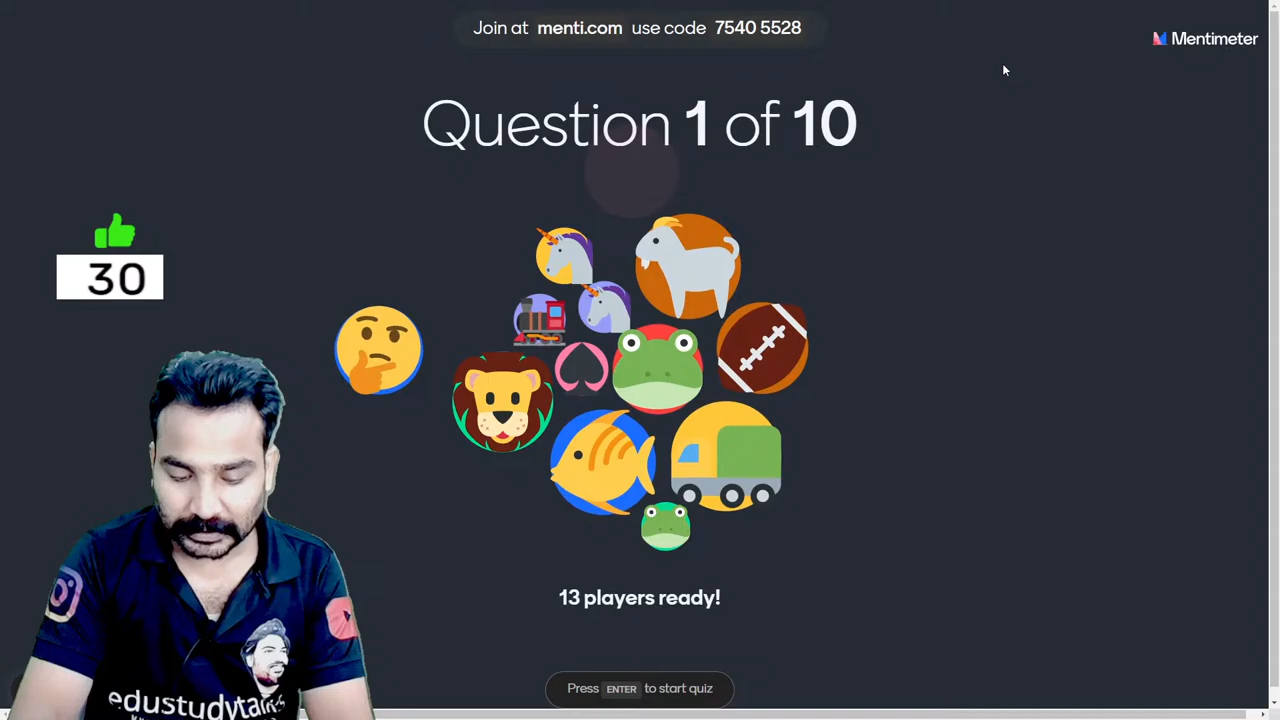 Join at menti.com use code 7540 5528
Mentimeter
Question 1 of 10
30
13 players ready!
Press ENTER to start quiz